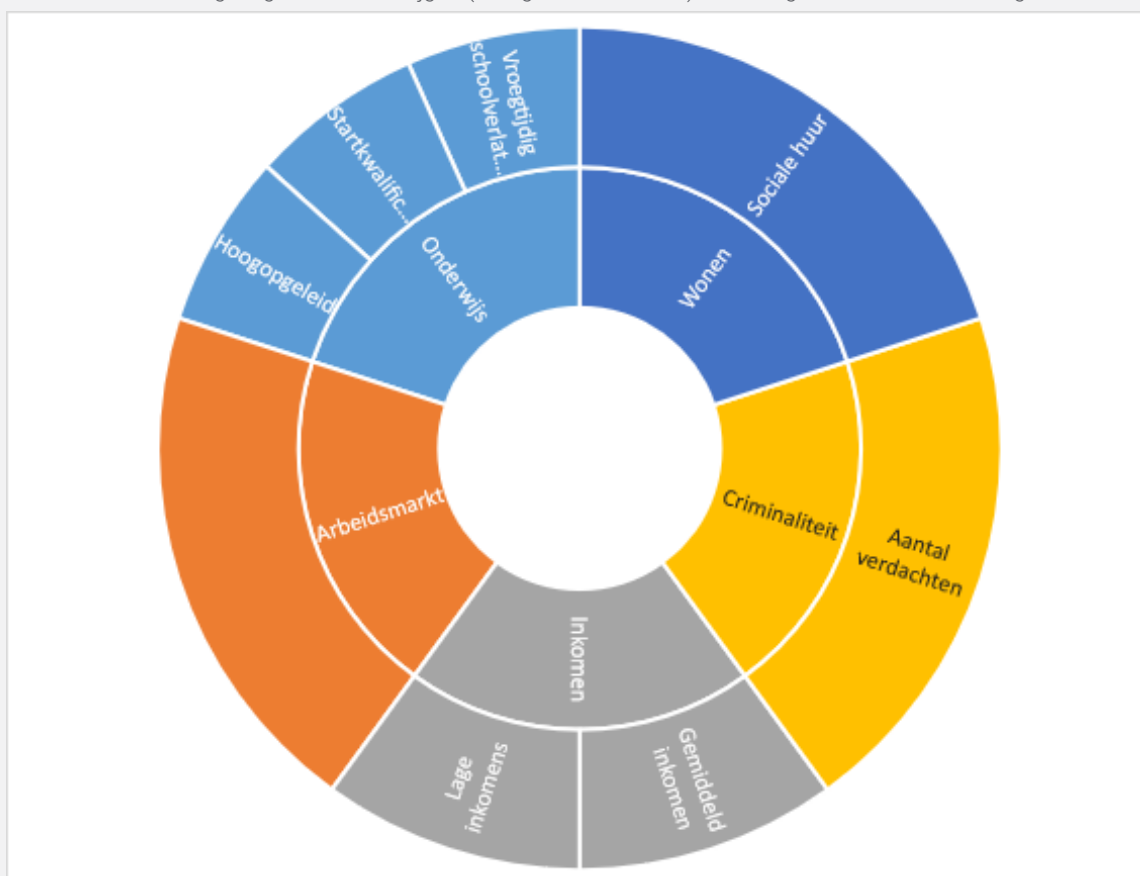 Vroegtijdig
schoolverlat...
Startkwalific...
Hoogopgeleid
Onderwijs
Sociale huur
Wonen
Criminaliteit
Aantal
verdachten
Arbeidsmarkt
Inkomen
Lage
inkomens
Gemiddeld
inkomen